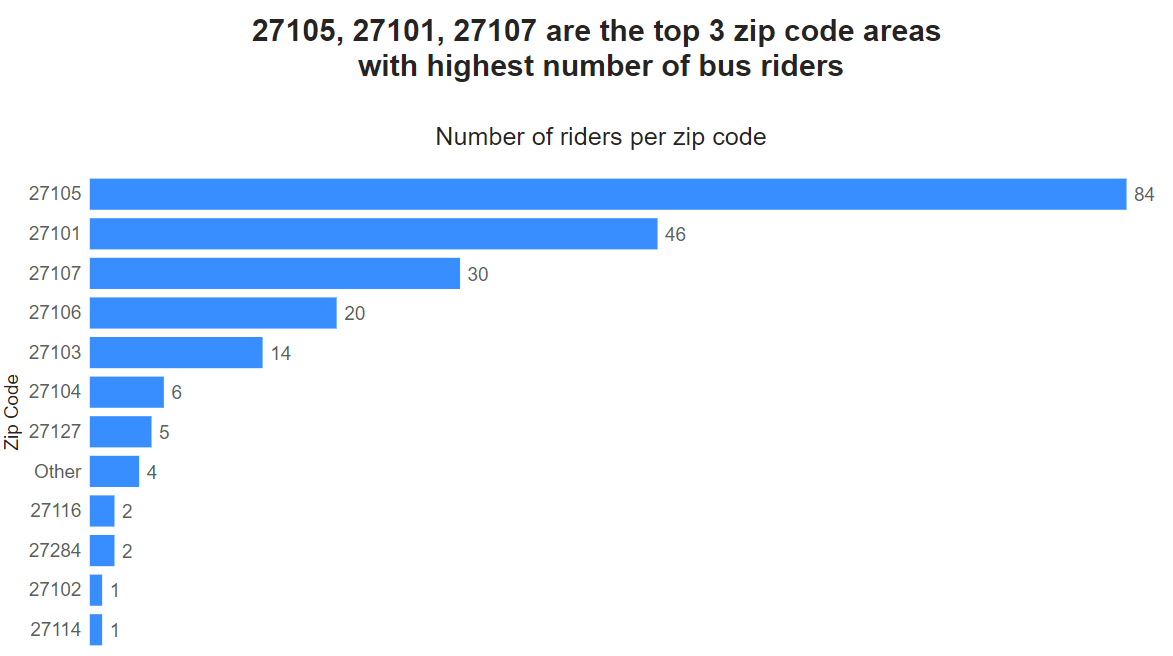 27105, 27101, 27107 are the top 3 zip code areas
with highest number of bus riders
Number of riders per zip code
Zip Code
27105 84
27101 46
27107 30
27106 20
27103 14
27104 6
27127 5
Other 4
27116 2
27284 2
27102 1
27114 1